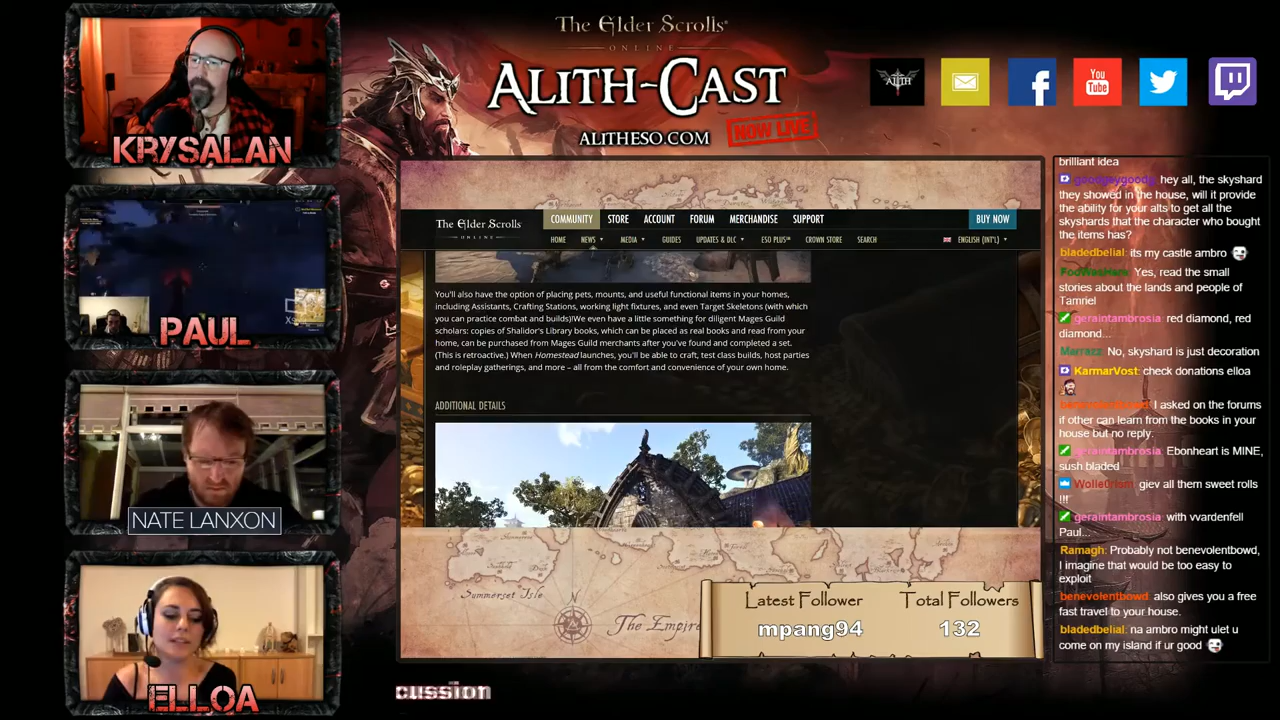 The Elder Scrolls
ONLINE
ALITH-CAST
ALITHESO.COM
NOW LIVE
ALITH
You
Tube
KRYSALAN
PAUL
NATE LANXON
ELLOA
The Elder Scrolls
ONLINE
COMMUNITY STORE ACCOUNT FORUM MERCHANDISE SUPPORT
BUY NOW
HOME NEWS MEDIA GUIDES UPDATES & DLC ESO PLUS™ CROWN STORE SEARCH
ENGLISH (INT'L)
You'll also have the option of placing pets, mounts, and useful functional items in your homes,
including Assistants, Crafting Stations, working light fixtures, and even Target Skeletons (with which
you can practice combat and builds)!We even have a little something for diligent Mages Guild
scholars: copies of Shalidor's Library books, which can be placed as real books and read from your
home, can be purchased from Mages Guild merchants after you've found and completed a set.
(This is retroactive.) When Homestead launches, you'll be able to craft, test class builds, host parties
and roleplay gatherings, and more – all from the comfort and convenience of your own home.
ADDITIONAL DETAILS
Summerset Isle
N
The Empire
Latest Follower
mpang94
Total Followers
132
cussion
brilliant idea
hey all, the skyshard
they showed in the house, will it provide
the ability for your alts to get all the
skyshards that the character who bought
the items has?
bladedbelial: its my castle ambro
Yes, read the small
stories about the lands and people of
Tamriel
geraintambrosia: red diamond, red
diamond...
Marrazz: No, skyshard is just decoration
KarmarVost: check donations elloa
benevolentbowd: I asked on the forums
if other can learn from the books in your
house but no reply.
geraintambrosia: Ebonheart is MINE,
sush bladed
giev all them sweet rolls
!!!
geraintambrosia: with vvardenfell
Paul...
Ramagh: Probably not benevolentbowd,
I imagine that would be too easy to
exploit
benevolentbowd: also gives you a free
fast travel to your house.
bladedbelial: na ambro might ulet u
come on my island if ur good